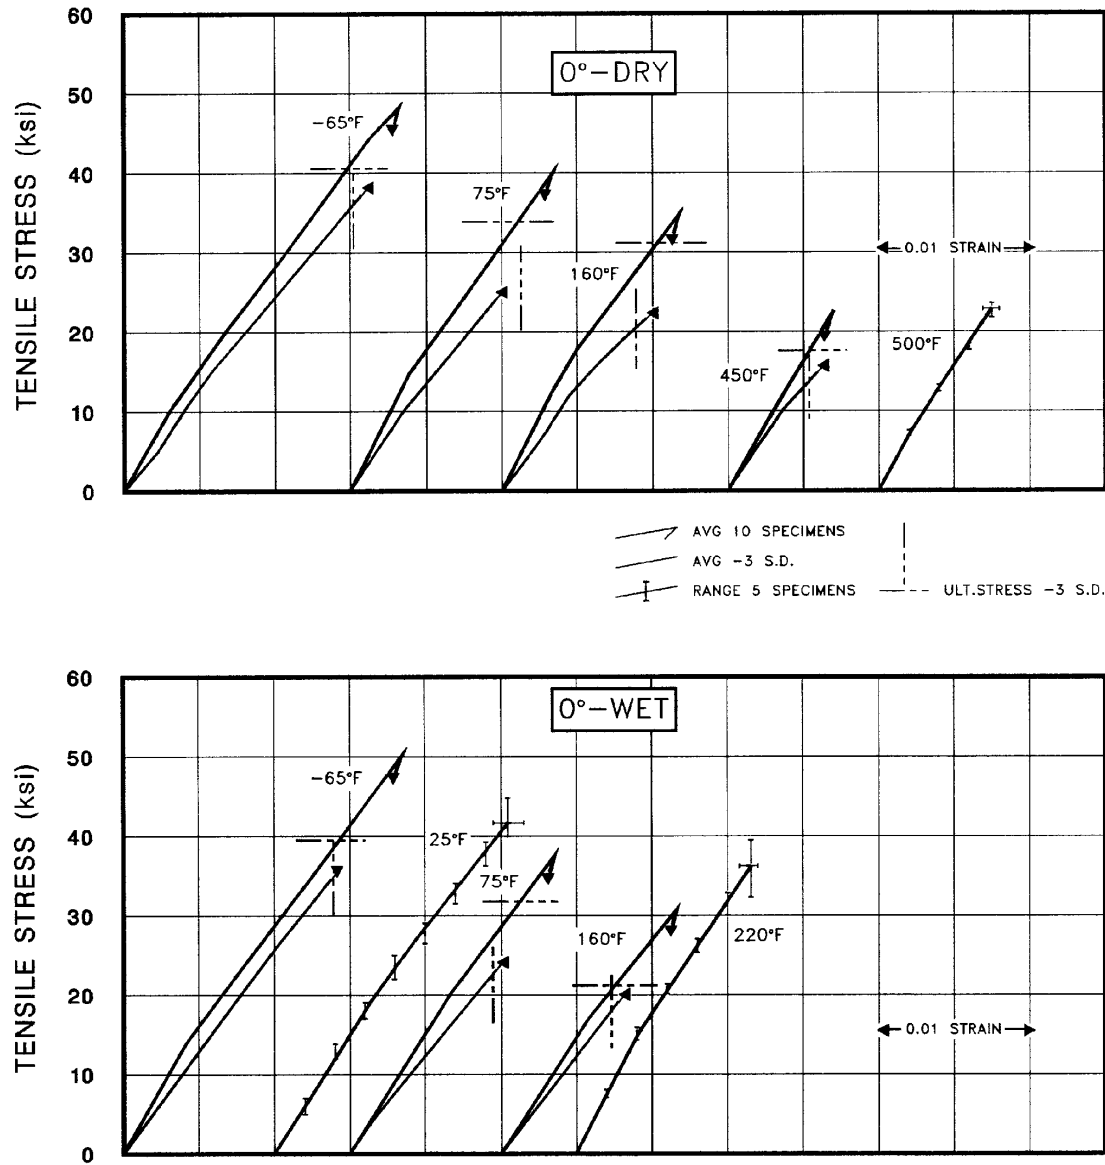 60
0°-DRY
50
-65°F
TENSILE STRESS (ksi)
40
75°F
30
160°F
0.01 STRAIN
20
500°F
450°F
10
0
AVG 10 SPECIMENS
AVG -3 S.D.
RANGE 5 SPECIMENS
ULT.STRESS -3 S.D.
60
0°-WET
50
-65°F
TENSILE STRESS (ksi)
40
25°F
75°F
30
160°F
220°F
20
0.01 STRAIN
10
0